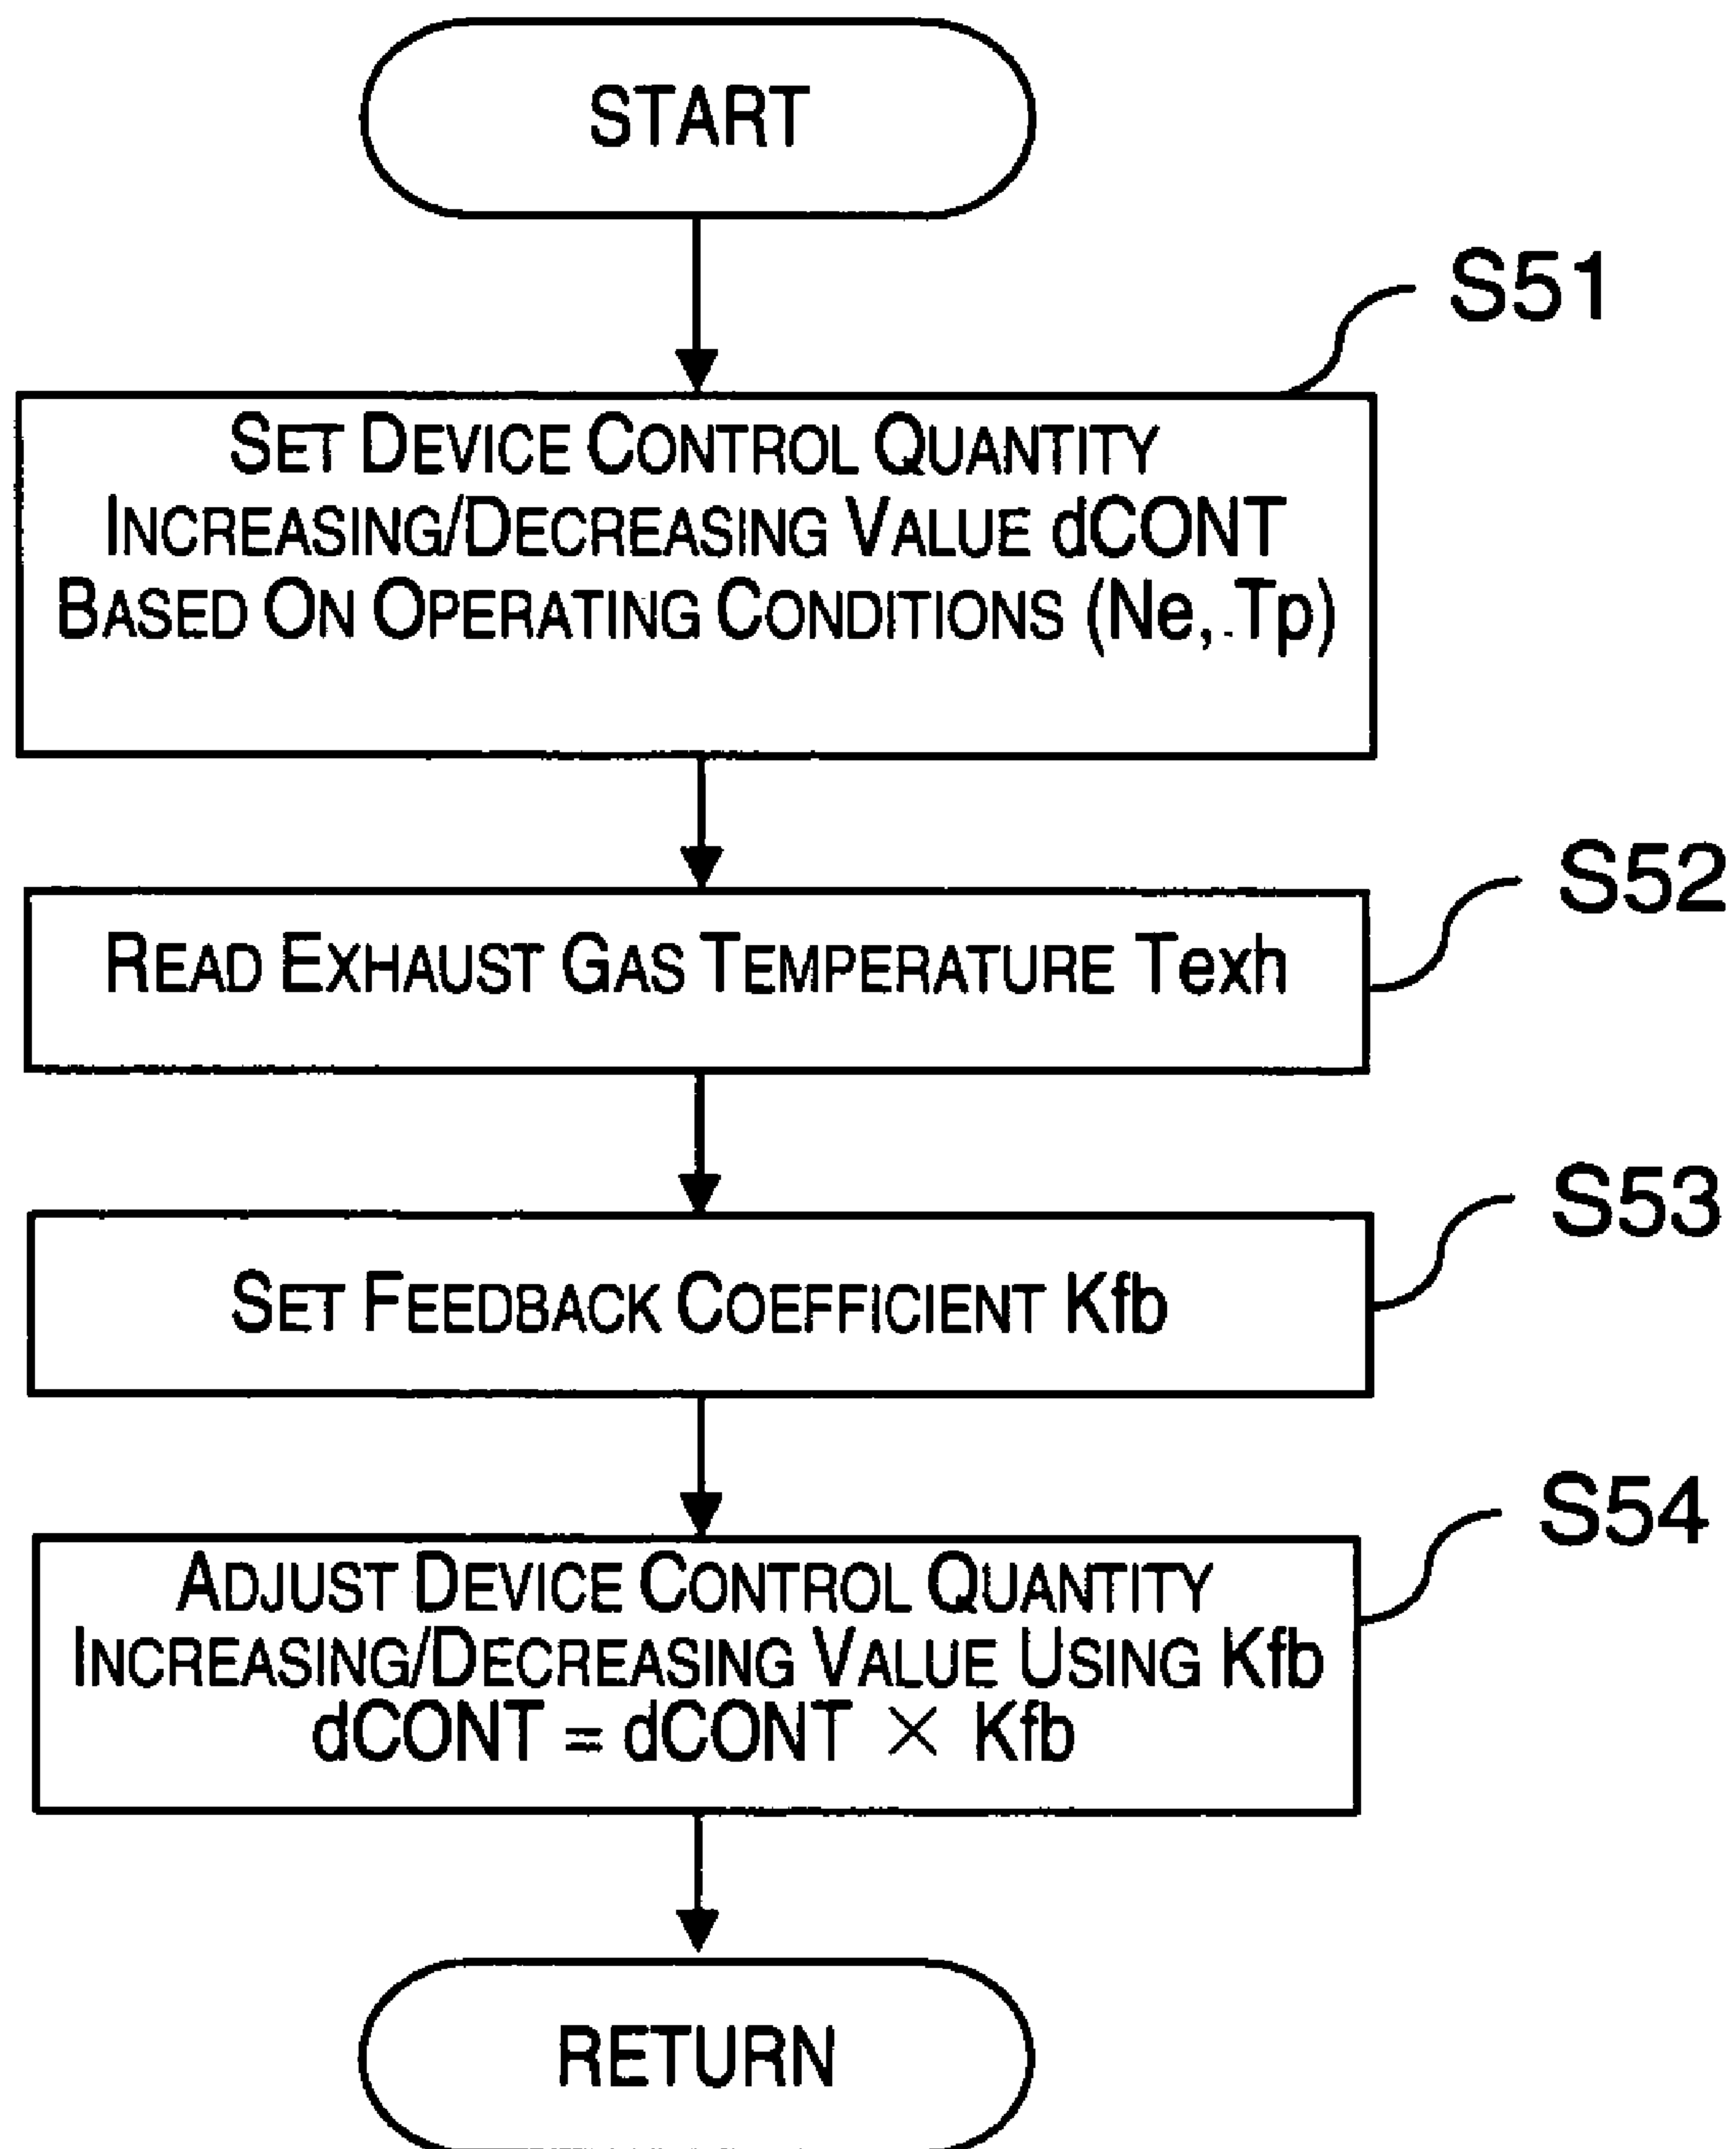 START
S51
SET DEVICE CONTROL QUANTITY
INCREASING/DECREASING VALUE dCONT
BASED ON OPERATING CONDITIONS (Ne, Tp)
S52
READ EXHAUST GAS TEMPERATURE Texh
S53
SET FEEDBACK COEFFICIENT Kfb
S54
ADJUST DEVICE CONTROL QUANTITY
INCREASING/DECREASING VALUE USING Kfb
dCONT = dCONT × Kfb
RETURN